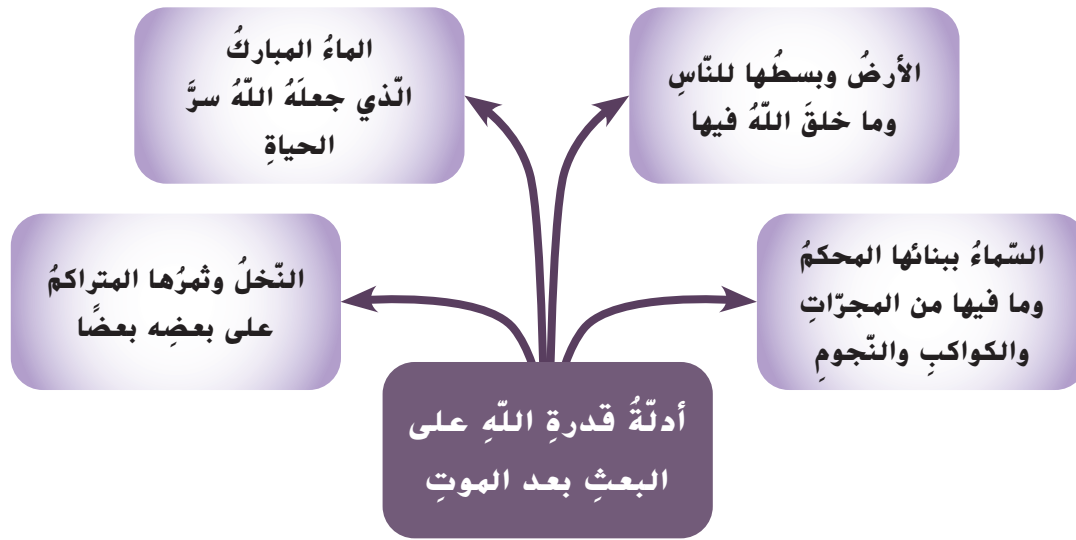 الأرضُ وبسطُها للنّاسِ
وما خلقَ اللّهُ فيها
الماءُ المباركُ
الّذي جعلَهُ اللّهُ سرَّ
الحياةِ
السّماءُ ببنائها المحكمُ
وما فيها من المجرّاتِ
والكواكبِ والنّجومِ
النّخلُ وثمرُها المتراكمُ
على بعضِه بعضًا
أدلّةُ قدرةِ اللّهِ على
البعثِ بعد الموتِ